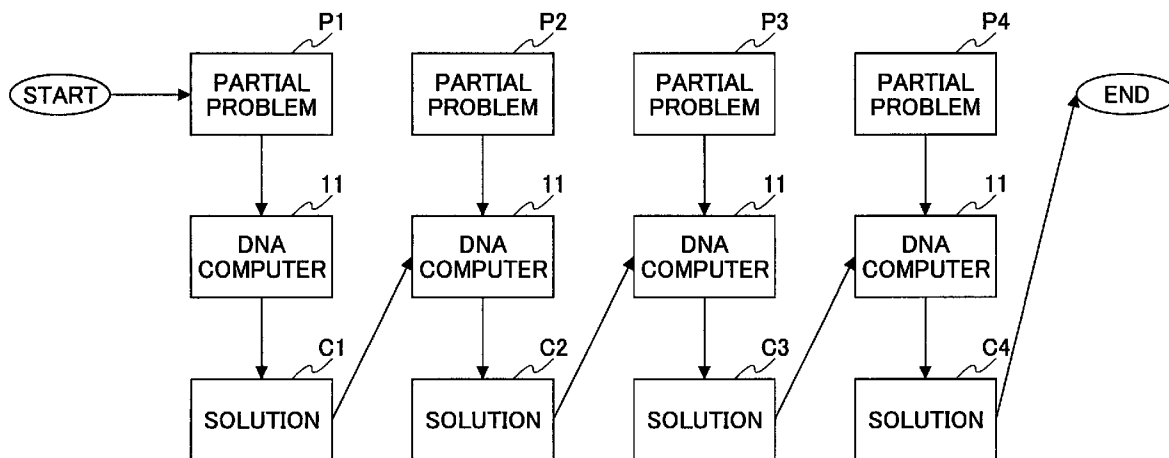 P1
P2
P3
P4
START
PARTIAL
PROBLEM
PARTIAL
PROBLEM
PARTIAL
PROBLEM
PARTIAL
PROBLEM
END
11
11
11
11
DNA
COMPUTER
DNA
COMPUTER
DNA
COMPUTER
DNA
COMPUTER
C1
C2
C3
C4
SOLUTION
SOLUTION
SOLUTION
SOLUTION